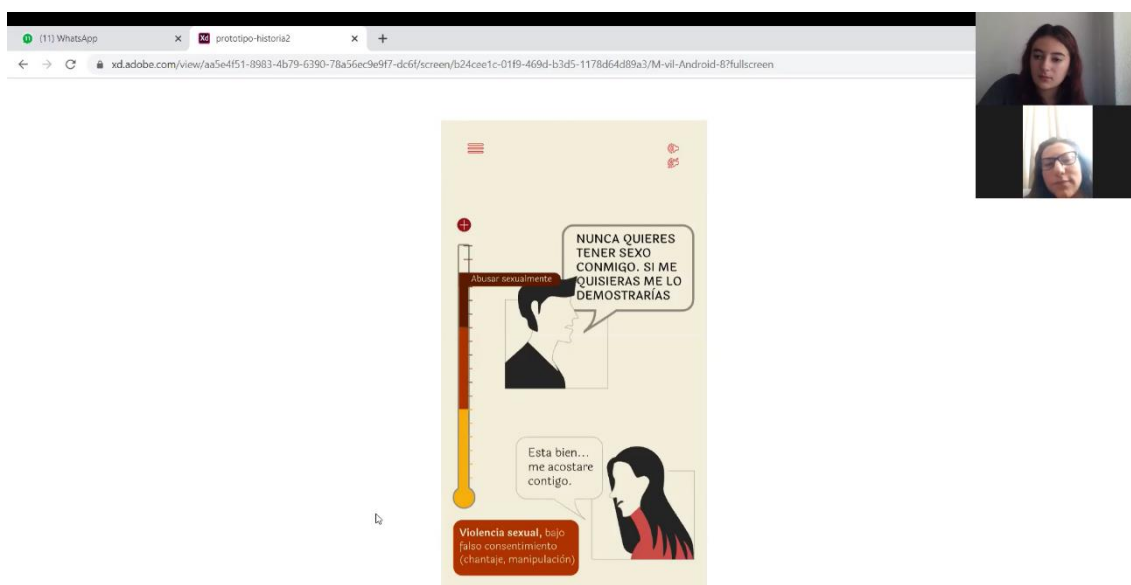 (11) WhatsApp
Xd prototipo-historia2
xd.adobe.com/view/aa5e4f51-8983-4b79-6390-78a56ec9e9f7-dc6f/screen/b24cee1c-01f9-469d-b3d5-1178d64d89a3/M-vil-Android-8?fullscreen
NUNCA QUIERES
TENER SEXO
CONMIGO. SI ME
QUISIERAS ME LO
DEMOSTRARÍAS
Abusar sexualmente
Esta bien...
me acostare
contigo.
Violencia sexual, bajo
falso consentimiento
(chantaje, manipulación)